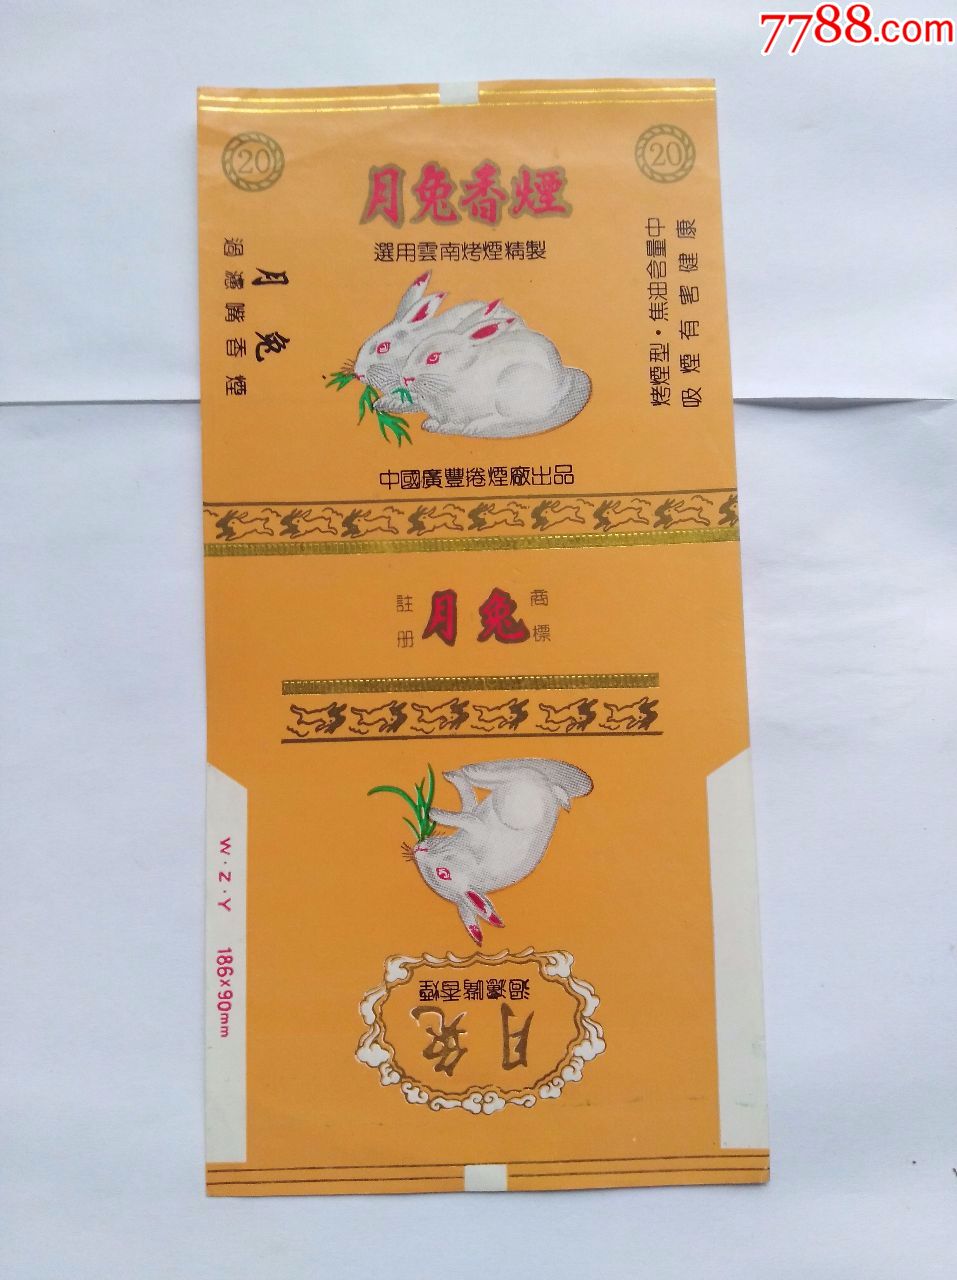 7788.com
20
20
月兔香煙
選用雲南烤煙精製
月兔
過濾嘴香煙
烤煙型·焦油含量中
吸煙有害健康
中國廣豐捲煙廠出品
註册
月兔
商標
W·Z·Y 186×90mm
月兔
過濾嘴香煙